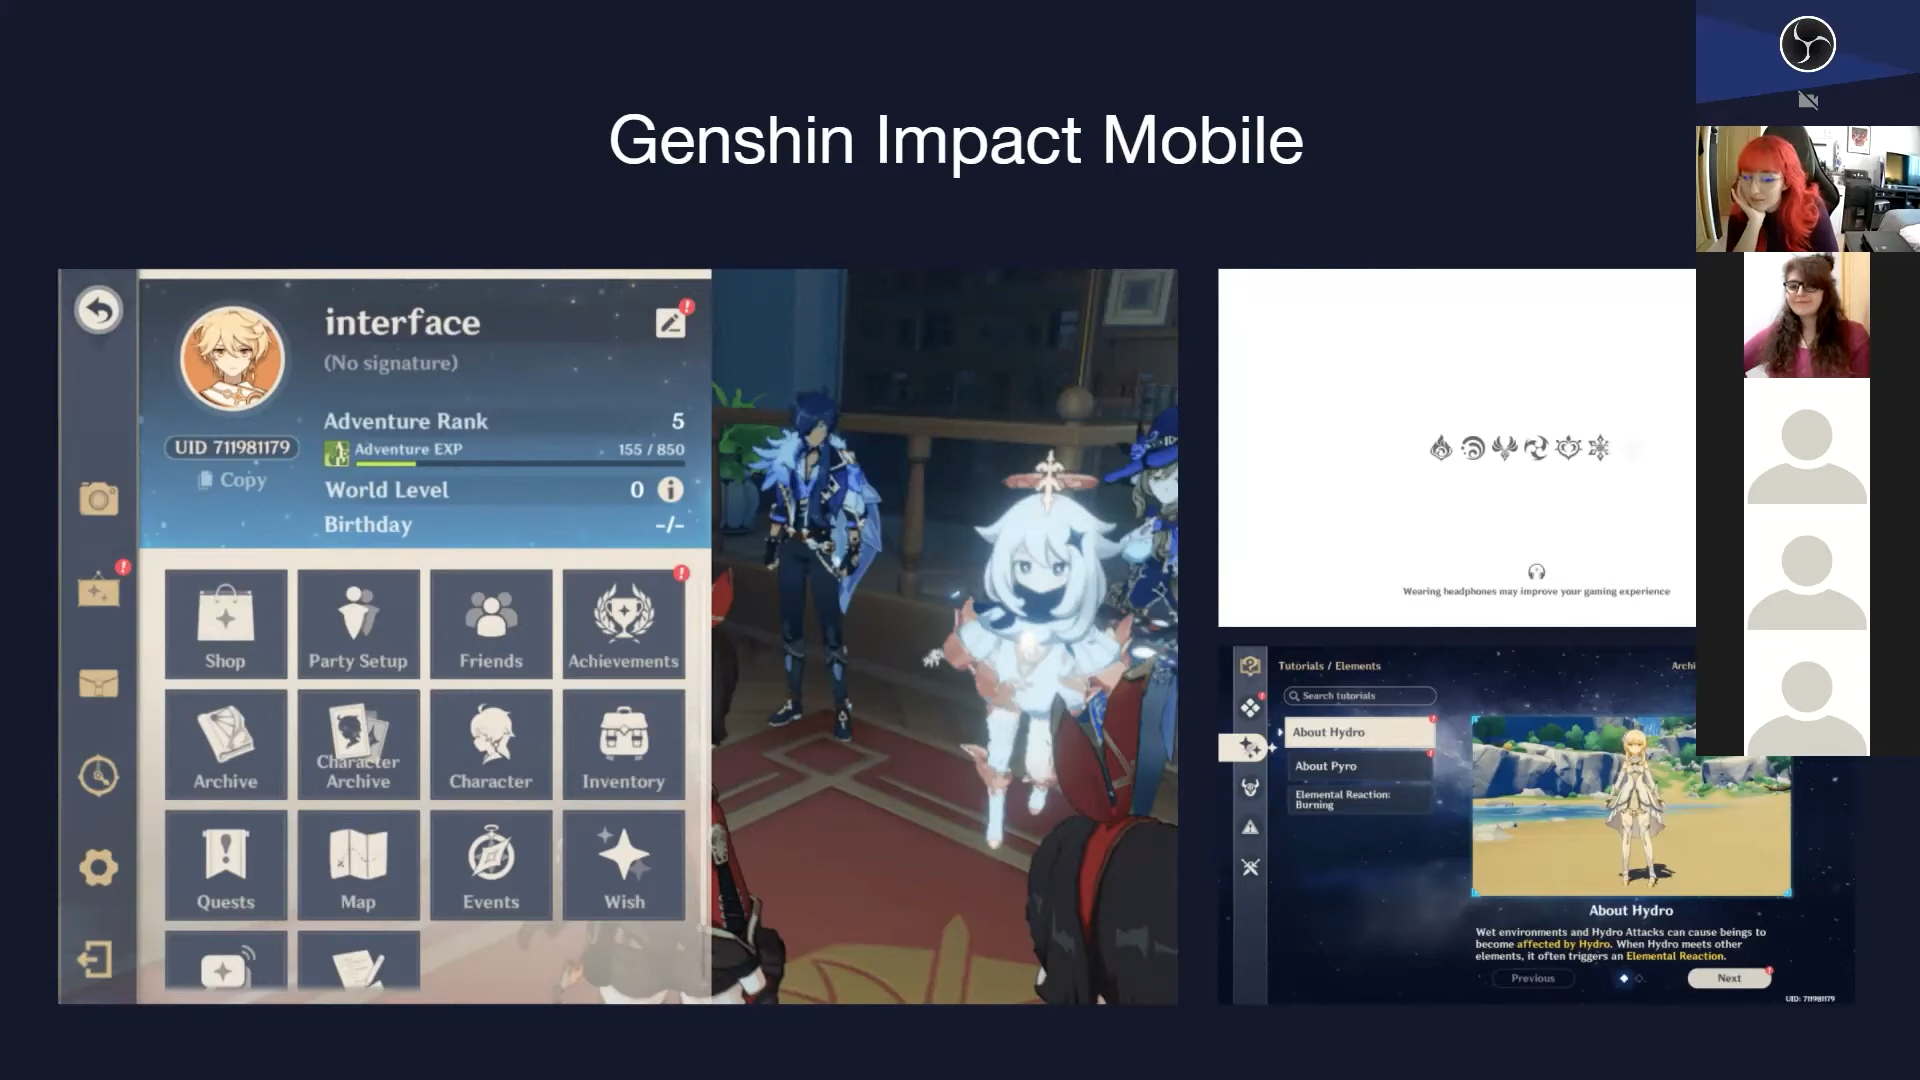 Genshin Impact Mobile
interface
(No signature)
UID 711981179
Copy
Adventure Rank 5
Adventure EXP 155 / 850
World Level 0
Birthday -/-
Shop
Party Setup
Friends
Achievements
Archive
Character
Archive
Character
Inventory
Quests
Map
Events
Wish
Wearing headphones may improve your gaming experience
Tutorials / Elements
Archi
Search tutorials
About Hydro
About Pyro
Elemental Reaction:
Burning
About Hydro
Wet environments and Hydro Attacks can cause beings to
become affected by Hydro. When Hydro meets other
elements, it often triggers an Elemental Reaction.
Previous
Next
UID: 711981179